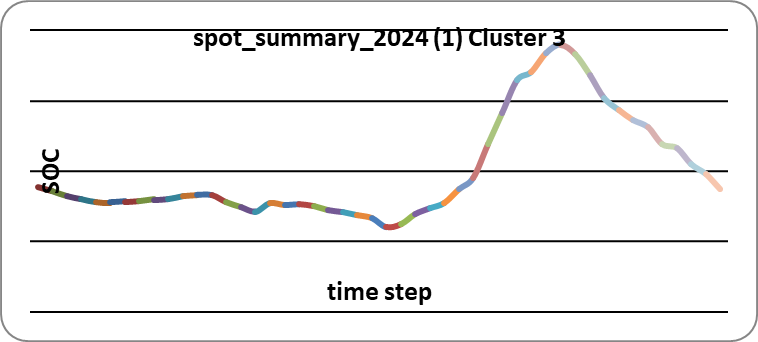 spot_summary_2024 (1) Cluster 3
SOC
time step